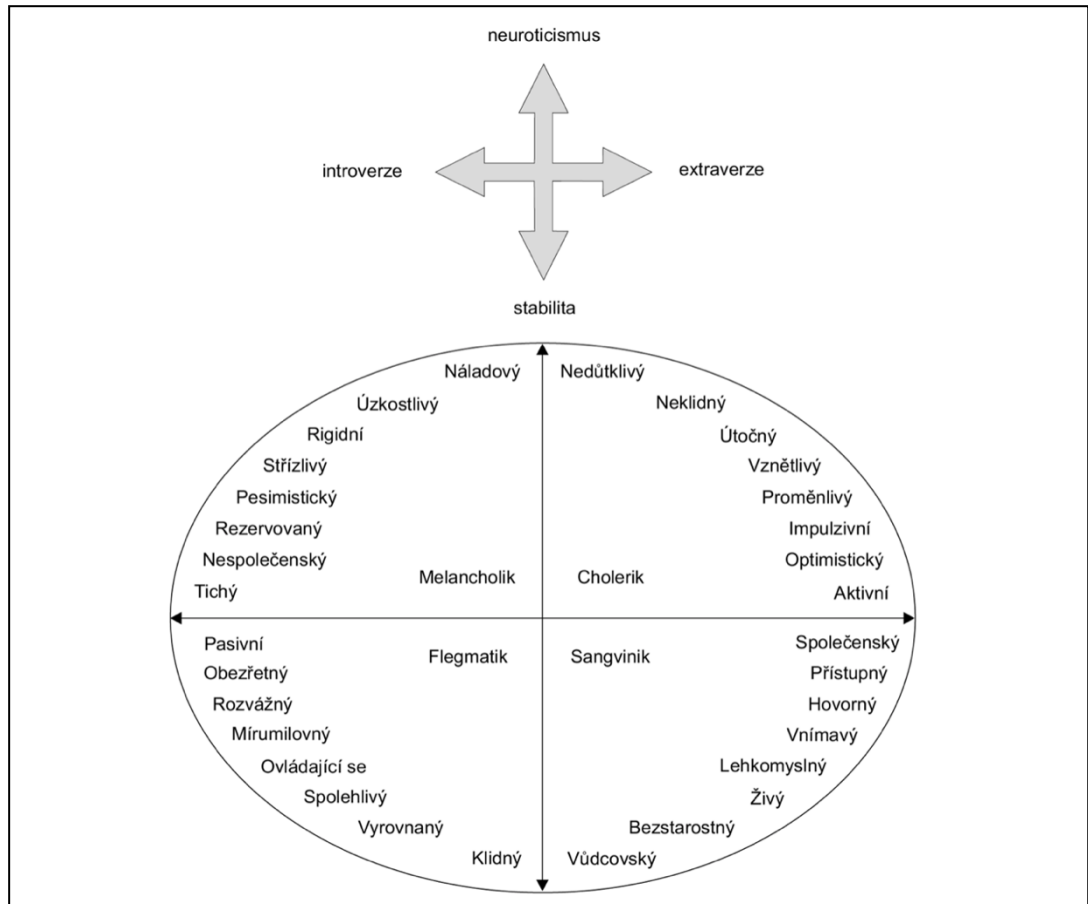 neuroticismus
introverze extraverze
stabilita
Náladový Nedůtklivý
Úzkostlivý Neklidný
Rigidní Útočný
Střízlivý Vznětlivý
Pesimistický Proměnlivý
Rezervovaný Impulzivní
Nespolečenský Optimistický
Melancholik Cholerik
Tichý Aktivní
Pasivní Společenský
Flegmatik Sangvinik
Obezřetný Přístupný
Rozvážný Hovorný
Mírumilovný Vnímavý
Ovládající se Lehkomyslný
Spolehlivý Živý
Vyrovnaný Bezstarostný
Klidný Vůdcovský